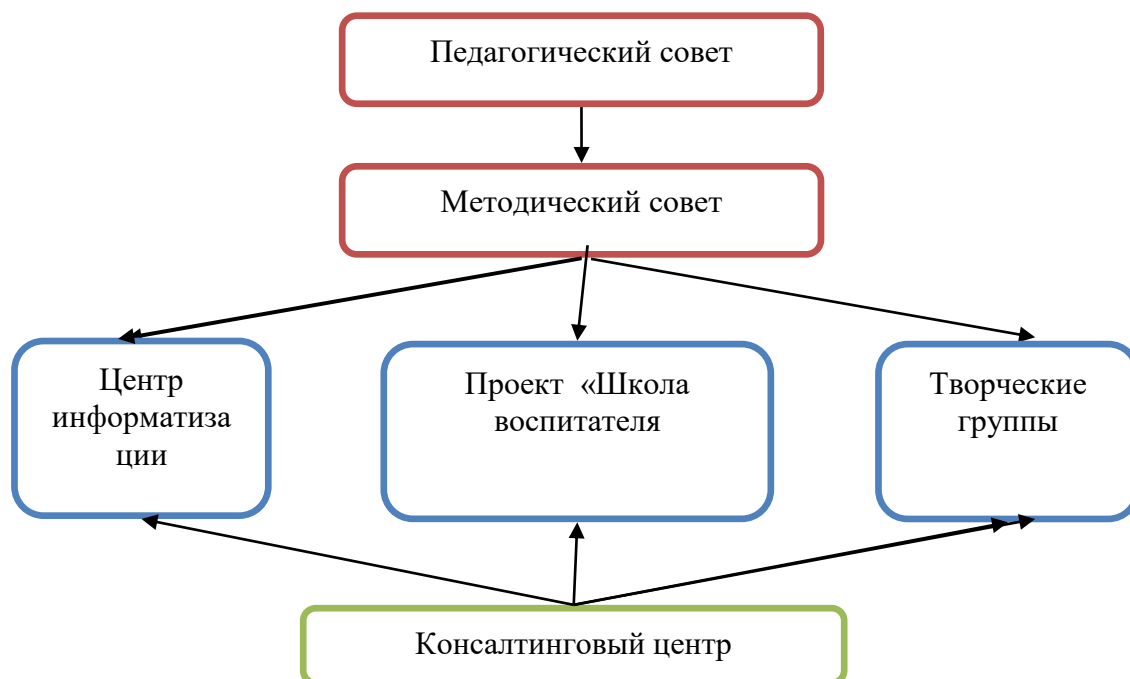 Педагогический совет
Методический совет
Центр
информатиза
ции
Проект «Школа
воспитателя
Творческие
группы
Консалтинговый центр